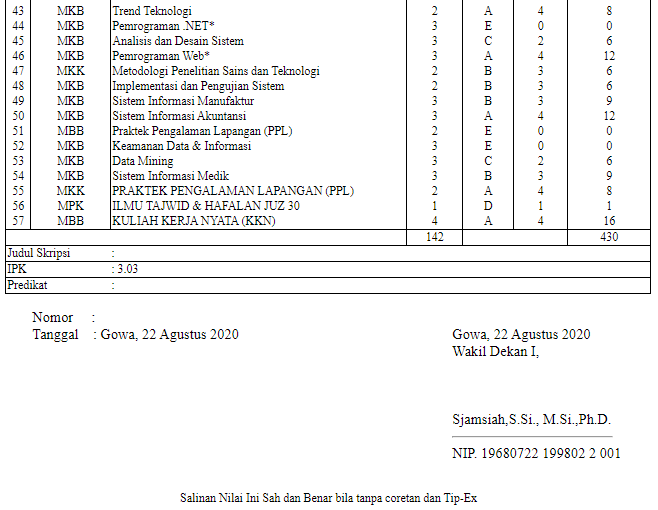 43 MKB Trend Teknologi 2 A 4 8
44 MKB Pemrograman .NET* 3 E 0 0
45 MKB Analisis dan Desain Sistem 3 C 2 6
46 MKB Pemrograman Web* 3 A 4 12
47 MKK Metodologi Penelitian Sains dan Teknologi 2 B 3 6
48 MKB Implementasi dan Pengujian Sistem 2 B 3 6
49 MKB Sistem Informasi Manufaktur 3 B 3 9
50 MKB Sistem Informasi Akuntansi 3 A 4 12
51 MBB Praktek Pengalaman Lapangan (PPL) 2 E 0 0
52 MKB Keamanan Data & Informasi 3 E 0 0
53 MKB Data Mining 3 C 2 6
54 MKB Sistem Informasi Medik 3 B 3 9
55 MKK PRAKTEK PENGALAMAN LAPANGAN (PPL) 2 A 4 8
56 MPK ILMU TAJWID & HAFALAN JUZ 30 1 D 1 1
57 MBB KULIAH KERJA NYATA (KKN) 4 A 4 16
142 430
Judul Skripsi :
IPK : 3.03
Predikat :
Nomor :
Tanggal : Gowa, 22 Agustus 2020 Gowa, 22 Agustus 2020
Wakil Dekan I,
Sjamsiah,S.Si., M.Si.,Ph.D.
NIP. 19680722 199802 2 001
Salinan Nilai Ini Sah dan Benar bila tanpa coretan dan Tip-Ex